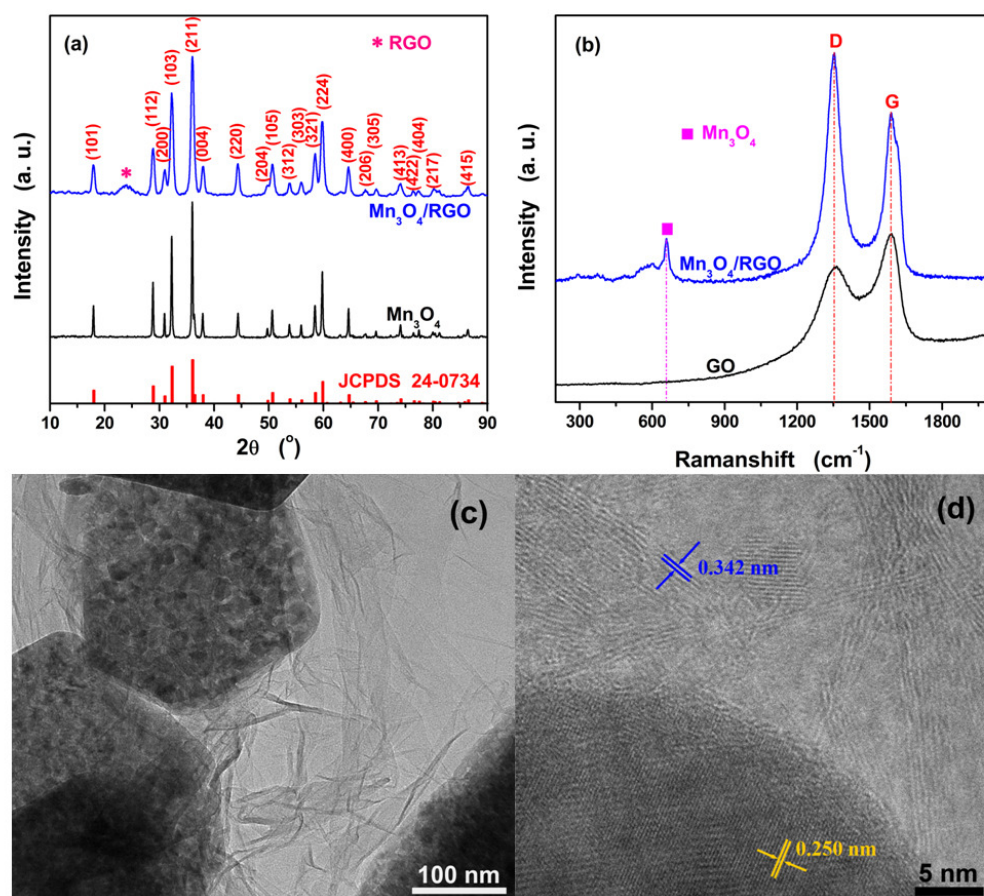 (a)
* RGO
(101)
*
(112)
(200)
(103)
(211)
(004)
(220)
(204)
(105)
(312)
(303)
(321)
(224)
(400)
(206)
(305)
(413)
(422)
(404)
(217)
(415)
Mn₃O₄/RGO
Mn₃O₄
JCPDS 24-0734
Intensity (a. u.)
10 20 30 40 50 60 70 80 90
2θ (°)
(b)
D
G
■ Mn₃O₄
Mn₃O₄/RGO
GO
Intensity (a. u.)
300 600 900 1200 1500 1800
Ramanshift (cm⁻¹)
(c)
100 nm
(d)
0.342 nm
0.250 nm
5 nm